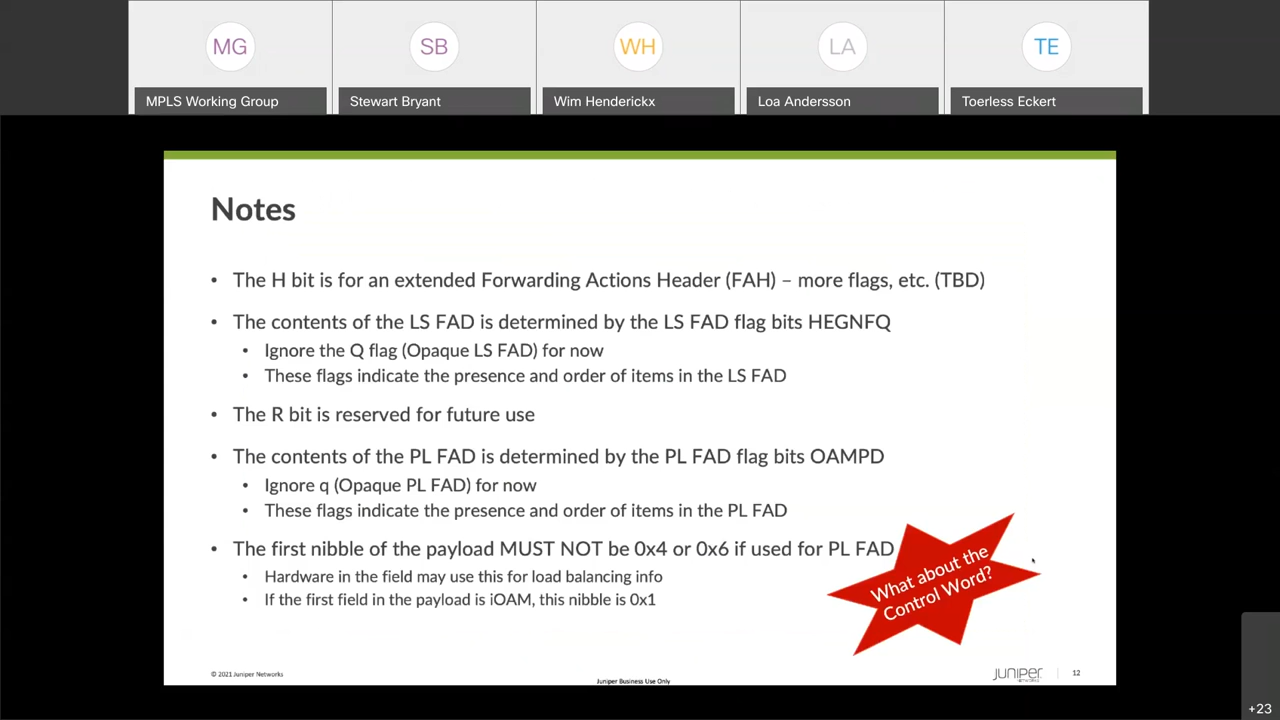 MG
SB
WH
LA
TE
MPLS Working Group
Stewart Bryant
Wim Henderickx
Loa Andersson
Toerless Eckert
Notes
• The H bit is for an extended Forwarding Actions Header (FAH) – more flags, etc. (TBD)
• The contents of the LS FAD is determined by the LS FAD flag bits HEGNFQ
• Ignore the Q flag (Opaque LS FAD) for now
• These flags indicate the presence and order of items in the LS FAD
• The R bit is reserved for future use
• The contents of the PL FAD is determined by the PL FAD flag bits OAMPD
• Ignore q (Opaque PL FAD) for now
• These flags indicate the presence and order of items in the PL FAD
• The first nibble of the payload MUST NOT be 0x4 or 0x6 if used for PL FAD
• Hardware in the field may use this for load balancing info
• If the first field in the payload is iOAM, this nibble is 0x1
What about the
Control Word?
© 2021 Juniper Networks
Juniper Business Use Only
JUNIPER
NETWORKS
12
+23